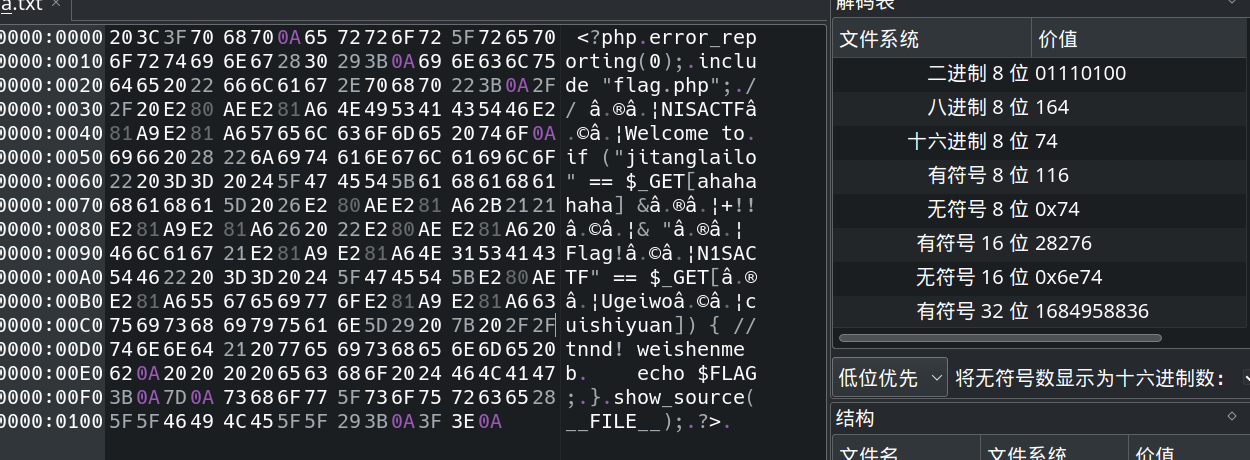 a.txt ×
解码表
文件系统 价值
二进制 8 位 01110100
八进制 8 位 164
十六进制 8 位 74
有符号 8 位 116
无符号 8 位 0x74
有符号 16 位 28276
无符号 16 位 0x6e74
有符号 32 位 1684958836
低位优先 将无符号数显示为十六进制数：
结构
文件名 文件系统 价值
0000:0000 20 3C 3F 70 68 70 0A 65 72 72 6F 72 5F 72 65 70 <?php.error_rep
0000:0010 6F 72 74 69 6E 67 28 30 29 3B 0A 69 6E 63 6C 75 orting(0);.inclu
0000:0020 64 65 20 22 66 6C 61 67 2E 70 68 70 22 3B 0A 2F de "flag.php";./
0000:0030 2F 20 E2 80 AE E2 81 A6 4E 49 53 41 43 54 46 E2 / â.®â.¦NISACTFâ
0000:0040 81 A9 E2 81 A6 57 65 6C 63 6F 6D 65 20 74 6F 0A .©â.¦Welcome to.
0000:0050 69 66 20 28 22 6A 69 74 61 6E 67 6C 61 69 6C 6F if ("jitanglailo
0000:0060 22 20 3D 3D 20 24 5F 47 45 54 5B 61 68 61 68 61 " == $_GET[ahaha
0000:0070 68 61 68 61 5D 20 26 E2 80 AE E2 81 A6 2B 21 21 haha] &â.®â.¦+!!
0000:0080 E2 81 A9 E2 81 A6 26 20 22 E2 80 AE E2 81 A6 20 â.©â.¦& "â.®â.¦
0000:0090 46 6C 61 67 21 E2 81 A9 E2 81 A6 4E 31 53 41 43 Flag!â.©â.¦N1SAC
0000:00A0 54 46 22 20 3D 3D 20 24 5F 47 45 54 5B E2 80 AE TF" == $_GET[â.®
0000:00B0 E2 81 A6 55 67 65 69 77 6F E2 81 A9 E2 81 A6 63 â.¦Ugeiwoâ.©â.¦c
0000:00C0 75 69 73 68 69 79 75 61 6E 5D 29 20 7B 20 2F 2F uishiyuan]) { //
0000:00D0 74 6E 6E 64 21 20 77 65 69 73 68 65 6E 6D 65 20 tnnd! weishenme
0000:00E0 62 0A 20 20 20 20 65 63 68 6F 20 24 46 4C 41 47 b.    echo $FLAG
0000:00F0 3B 0A 7D 0A 73 68 6F 77 5F 73 6F 75 72 63 65 28 ;.}.show_source(
0000:0100 5F 5F 46 49 4C 45 5F 5F 29 3B 0A 3F 3E 0A __FILE__);.?>.